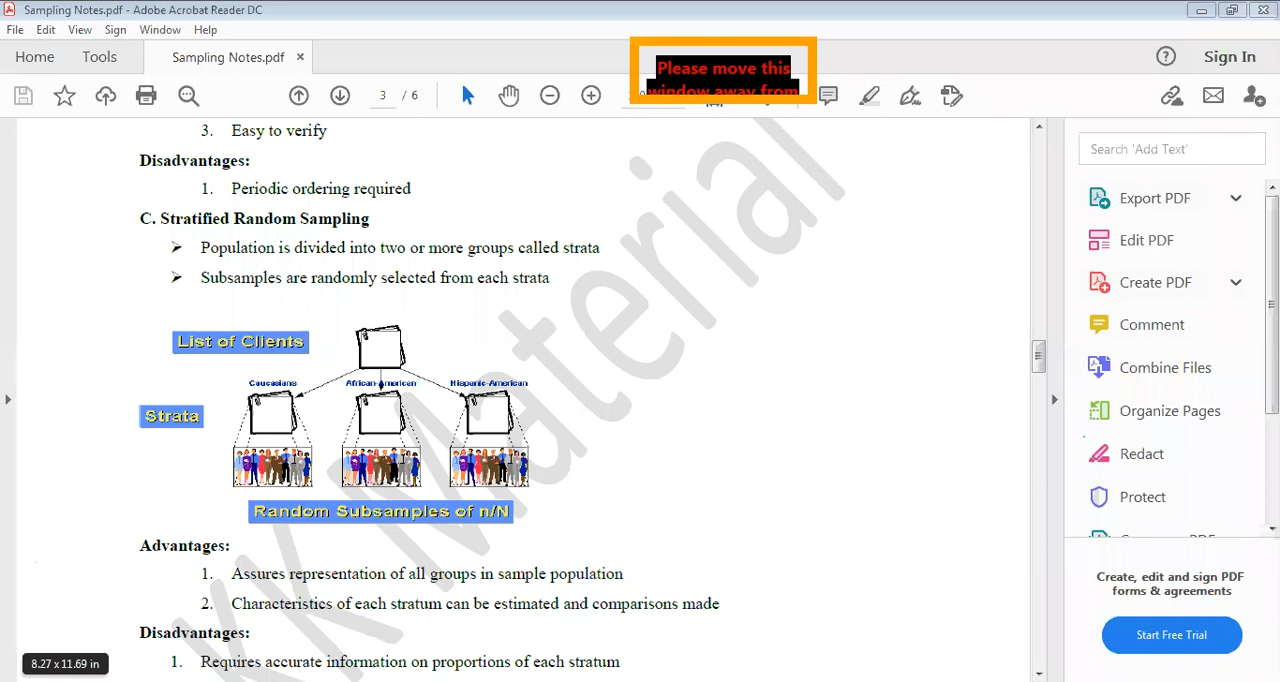 Sampling Notes.pdf - Adobe Acrobat Reader DC
File Edit View Sign Window Help
Home Tools Sampling Notes.pdf × Sign In
Please move this
window away from
3 / 6
3. Easy to verify
Disadvantages:
1. Periodic ordering required
C. Stratified Random Sampling
➤ Population is divided into two or more groups called strata
➤ Subsamples are randomly selected from each strata
List of Clients
Caucasians African-American Hispanic-American
Strata
Random Subsamples of n/N
Advantages:
1. Assures representation of all groups in sample population
2. Characteristics of each stratum can be estimated and comparisons made
Disadvantages:
1. Requires accurate information on proportions of each stratum
8.27 x 11.69 in
KK Material
Search 'Add Text'
Export PDF
Edit PDF
Create PDF
Comment
Combine Files
Organize Pages
Redact
Protect
Create, edit and sign PDF
forms & agreements
Start Free Trial